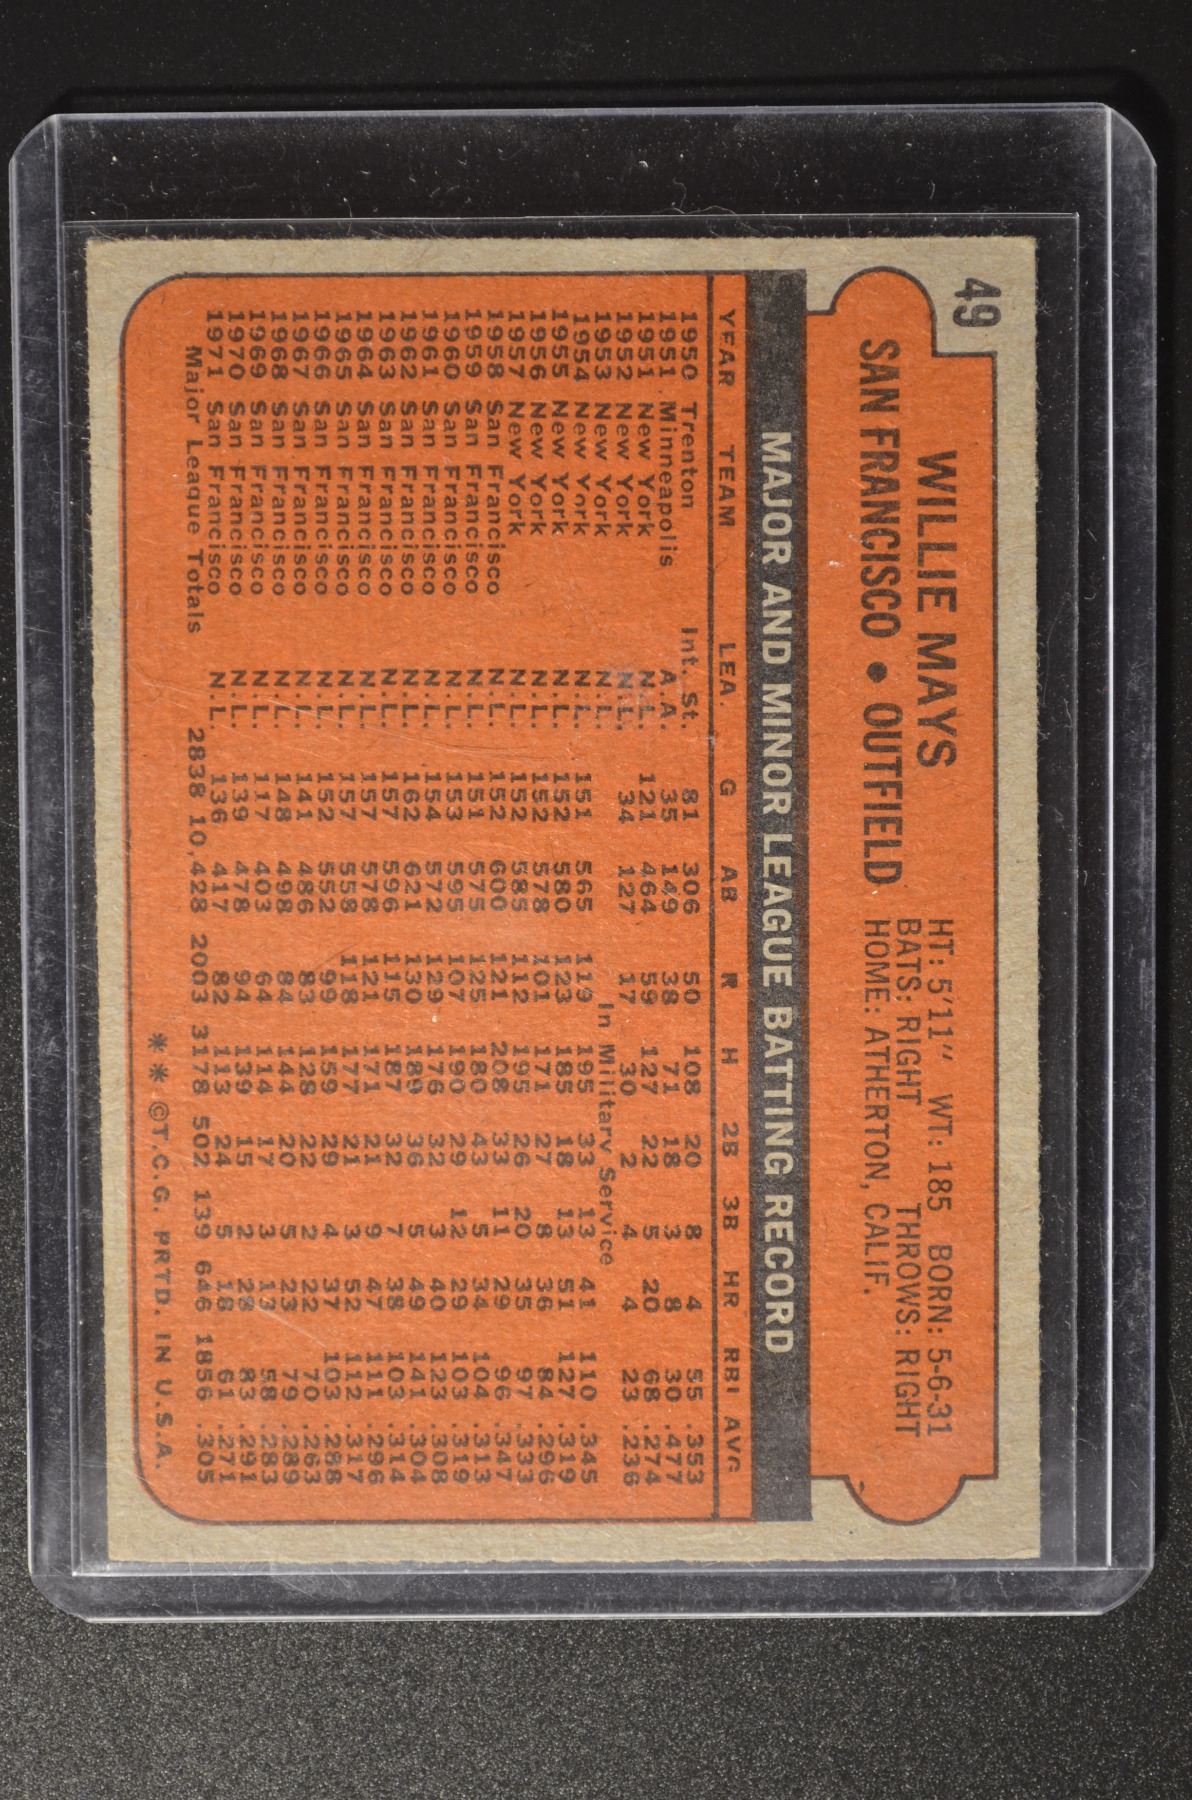 49
WILLIE MAYS
SAN FRANCISCO • OUTFIELD
HT: 5'11" WT: 185 BORN: 5-6-31
BATS: RIGHT THROWS: RIGHT
HOME: ATHERTON, CALIF.
MAJOR AND MINOR LEAGUE BATTING RECORD
YEAR TEAM LEA. G AB R H 2B 3B HR RBI AVG
1950 Trenton Int. St. 81 306 50 108 20 8 4 55 .353
1951 Minneapolis A.A. 35 149 38 71 18 3 8 30 .477
1951 New York N.L. 121 464 59 127 22 5 20 68 .274
1952 New York N.L. 34 127 17 30 2 4 4 23 .236
1953 New York N.L. In Military Service
1954 New York N.L. 151 565 119 195 33 13 41 110 .345
1955 New York N.L. 152 580 123 185 18 13 51 127 .319
1956 New York N.L. 152 578 101 171 27 8 36 84 .296
1957 New York N.L. 152 585 112 195 26 20 35 97 .333
1958 San Francisco N.L. 152 600 121 208 33 11 29 96 .347
1959 San Francisco N.L. 151 575 125 180 43 5 34 104 .313
1960 San Francisco N.L. 153 595 107 190 29 12 29 103 .319
1961 San Francisco N.L. 154 572 129 176 32 3 40 123 .308
1962 San Francisco N.L. 162 621 130 189 36 5 49 141 .304
1963 San Francisco N.L. 157 596 115 187 32 7 38 103 .314
1964 San Francisco N.L. 157 578 121 171 21 9 47 111 .296
1965 San Francisco N.L. 157 558 118 177 21 3 52 112 .317
1966 San Francisco N.L. 152 552 99 159 29 4 37 103 .288
1967 San Francisco N.L. 141 486 83 128 22 2 22 70 .263
1968 San Francisco N.L. 148 498 84 144 20 5 23 79 .289
1969 San Francisco N.L. 117 403 64 114 17 3 13 58 .283
1970 San Francisco N.L. 139 478 94 139 15 2 28 83 .291
1971 San Francisco N.L. 136 417 82 113 24 5 18 61 .271
Major League Totals 2838 10,428 2003 3178 502 139 646 1856 .305
** ©T.C.G. PRTD. IN U.S.A.